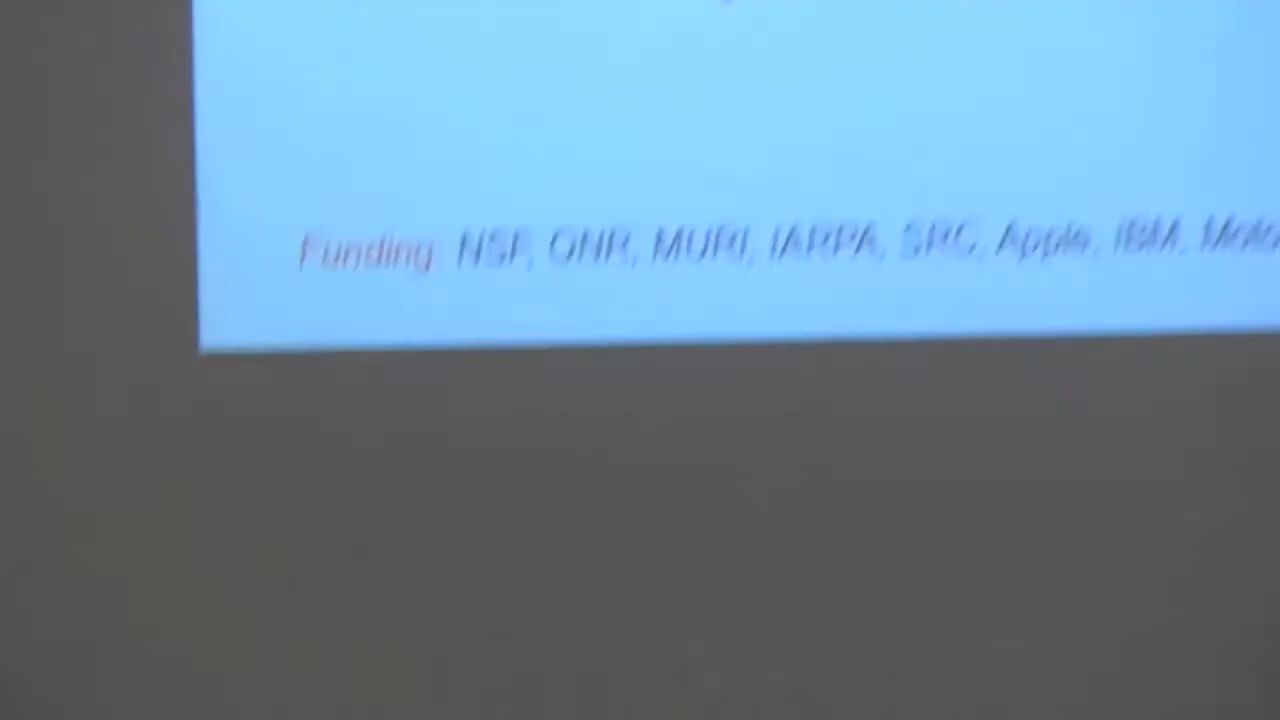 Funding: NSF, ONR, MURI, IARPA, SRC, Apple, IBM,